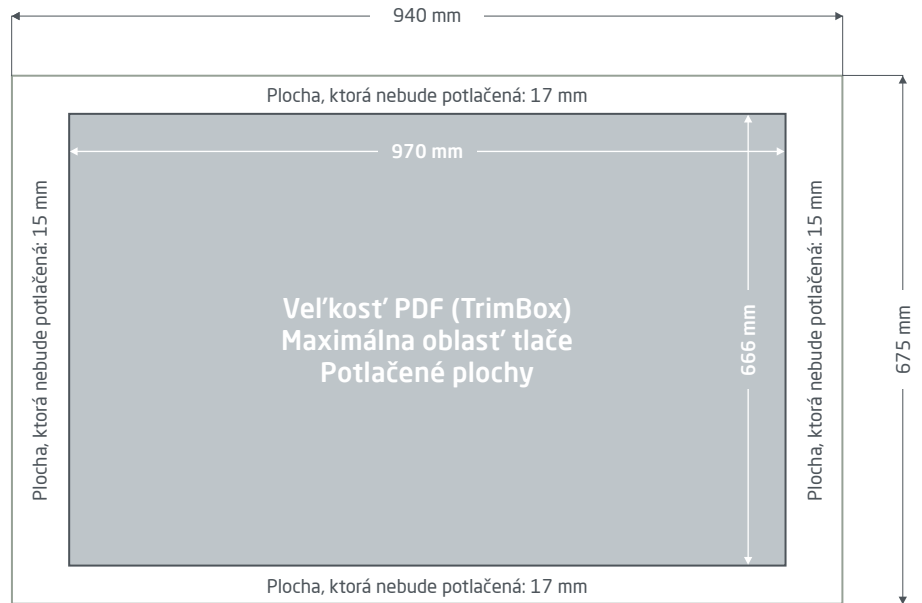 940 mm
Plocha, ktorá nebude potlačená: 17 mm
970 mm
Plocha, ktorá nebude potlačená: 15 mm
Veľkosť PDF (TrimBox)
Maximálna oblasť tlače
Potlačené plochy
666 mm
Plocha, ktorá nebude potlačená: 15 mm
675 mm
Plocha, ktorá nebude potlačená: 17 mm